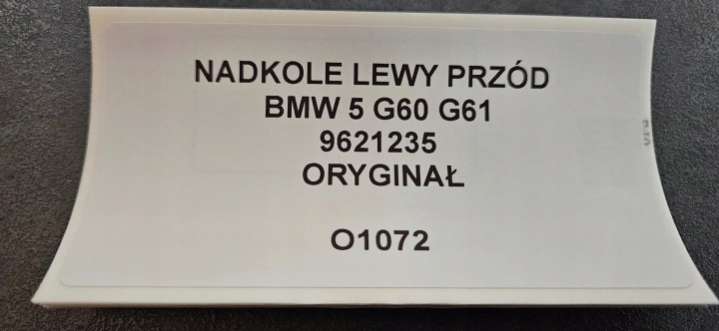 NADKOLE LEWY PRZÓD
BMW 5 G60 G61
9621235
ORYGINAŁ
O1072